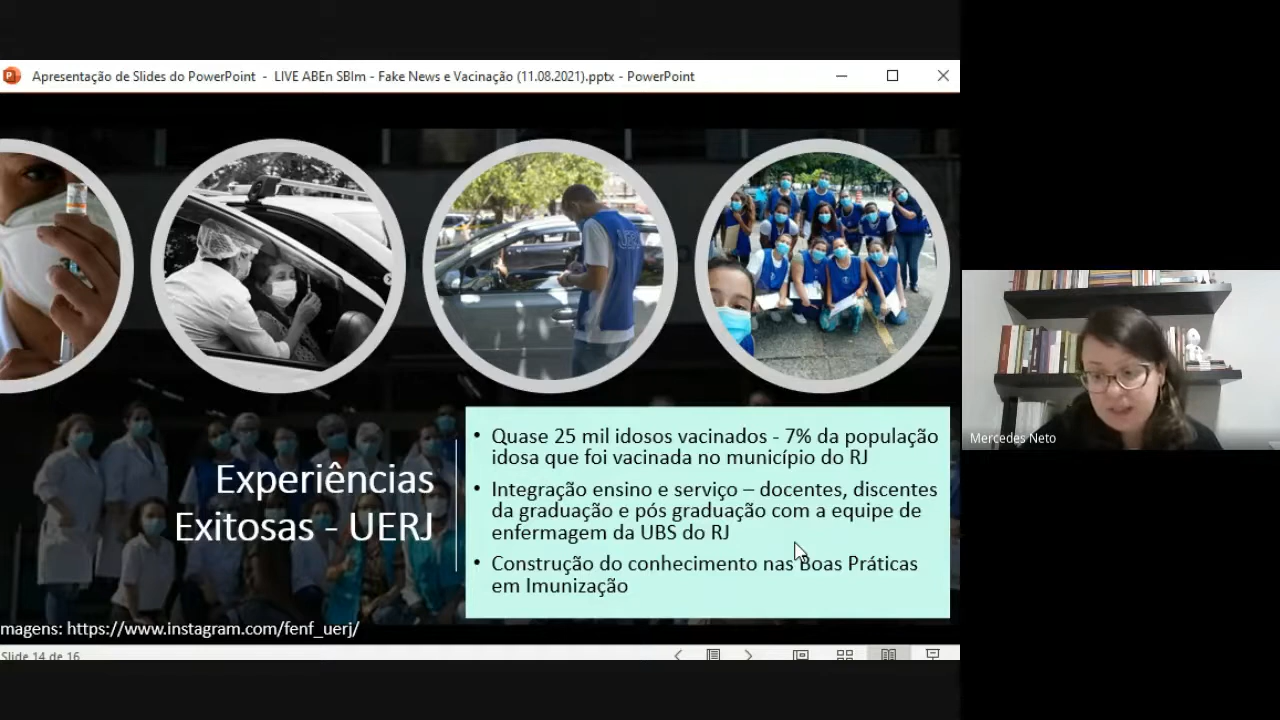 Apresentação de Slides do PowerPoint - LIVE ABEn SBIm - Fake News e Vacinação (11.08.2021).pptx - PowerPoint
Experiências
Exitosas - UERJ
• Quase 25 mil idosos vacinados - 7% da população
idosa que foi vacinada no município do RJ
• Integração ensino e serviço – docentes, discentes
da graduação e pós graduação com a equipe de
enfermagem da UBS do RJ
• Construção do conhecimento nas Boas Práticas
em Imunização
magens: https://www.instagram.com/fenf_uerj/
Slide 14 de 16
Mercedes Neto